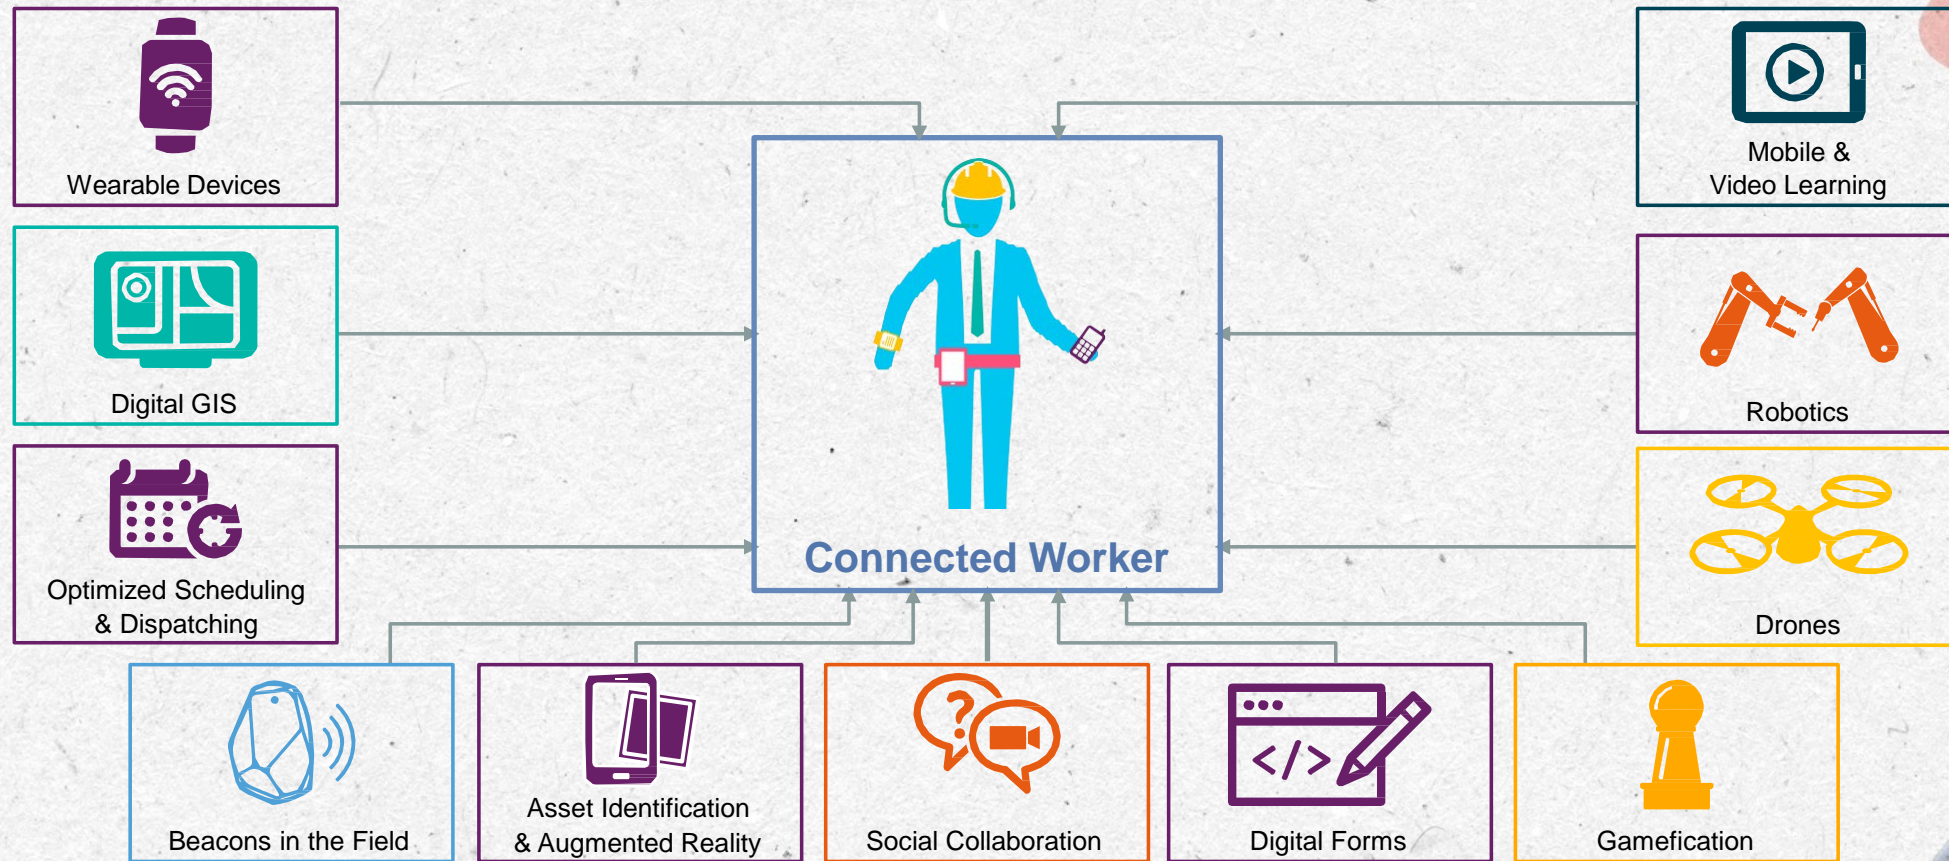 Wearable Devices
Mobile &
Video Learning
Digital GIS
Robotics
Connected Worker
Optimized Scheduling
& Dispatching
Drones
Beacons in the Field
Asset Identification
& Augmented Reality
Social Collaboration
</>
Digital Forms
Gamefication